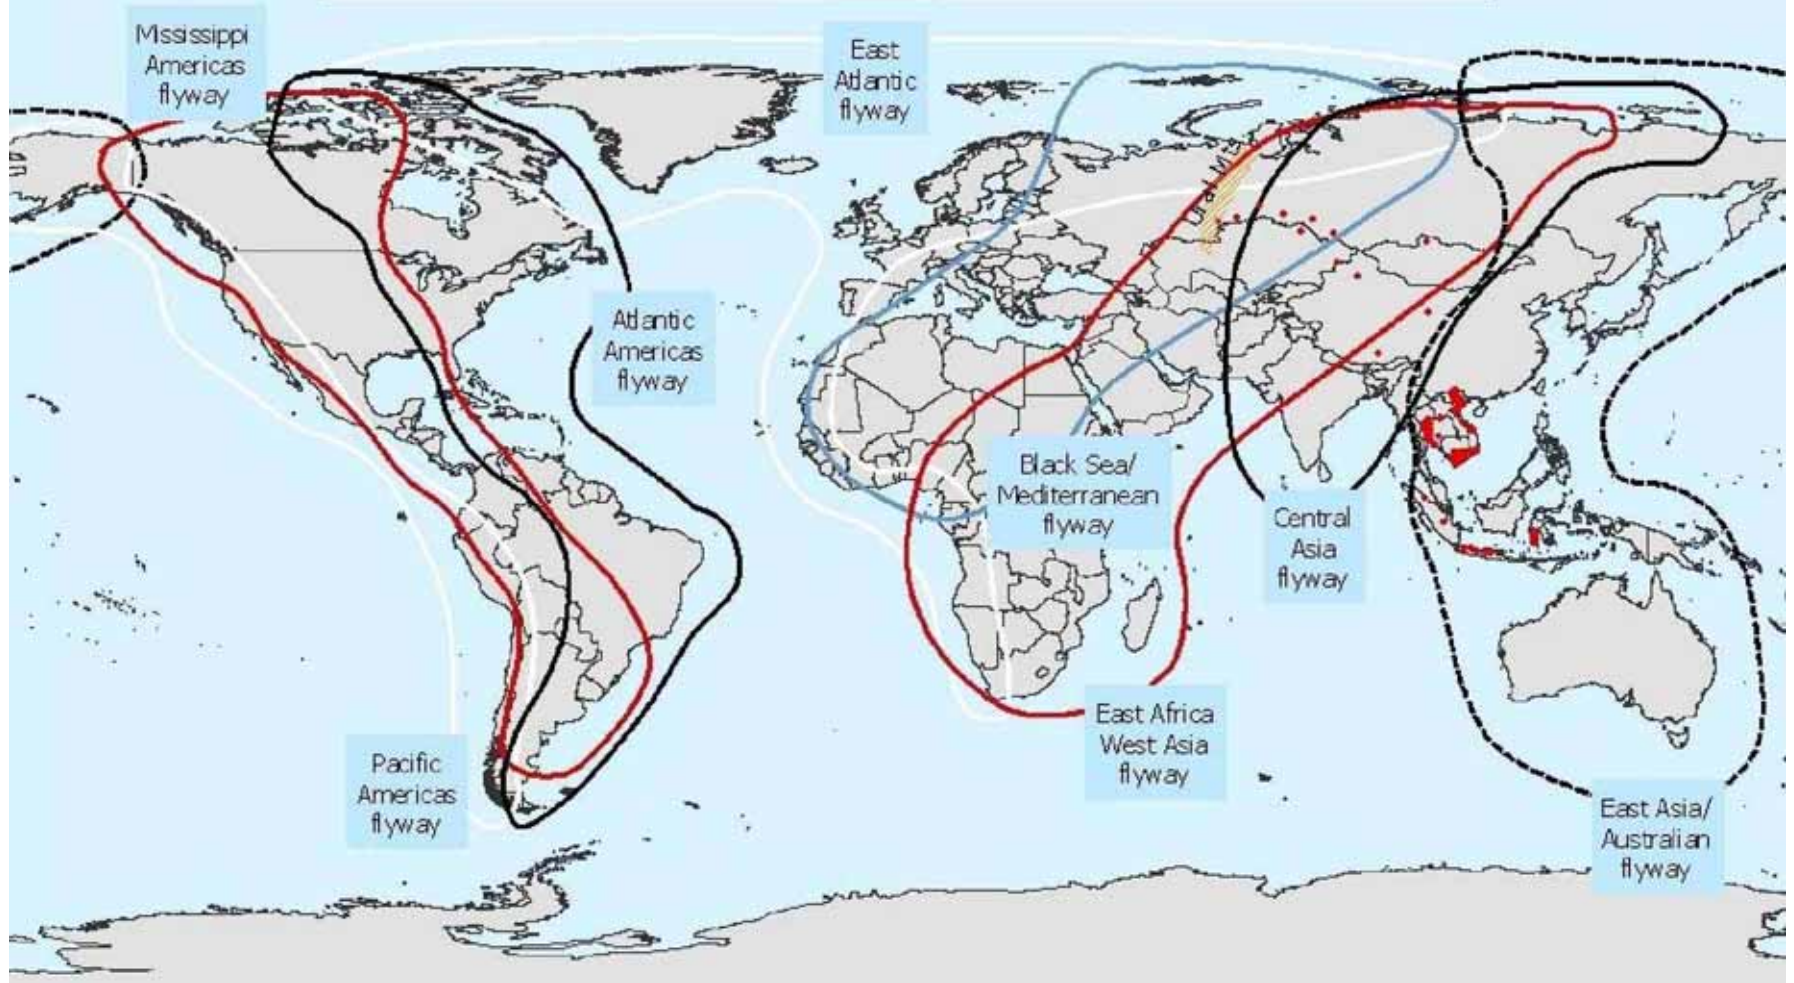 Mississippi
Americas
flyway
East
Atlantic
flyway
Atlantic
Americas
flyway
Black Sea/
Mediterranean
flyway
Central
Asia
flyway
East Africa
West Asia
flyway
Pacific
Americas
flyway
East Asia/
Australian
flyway